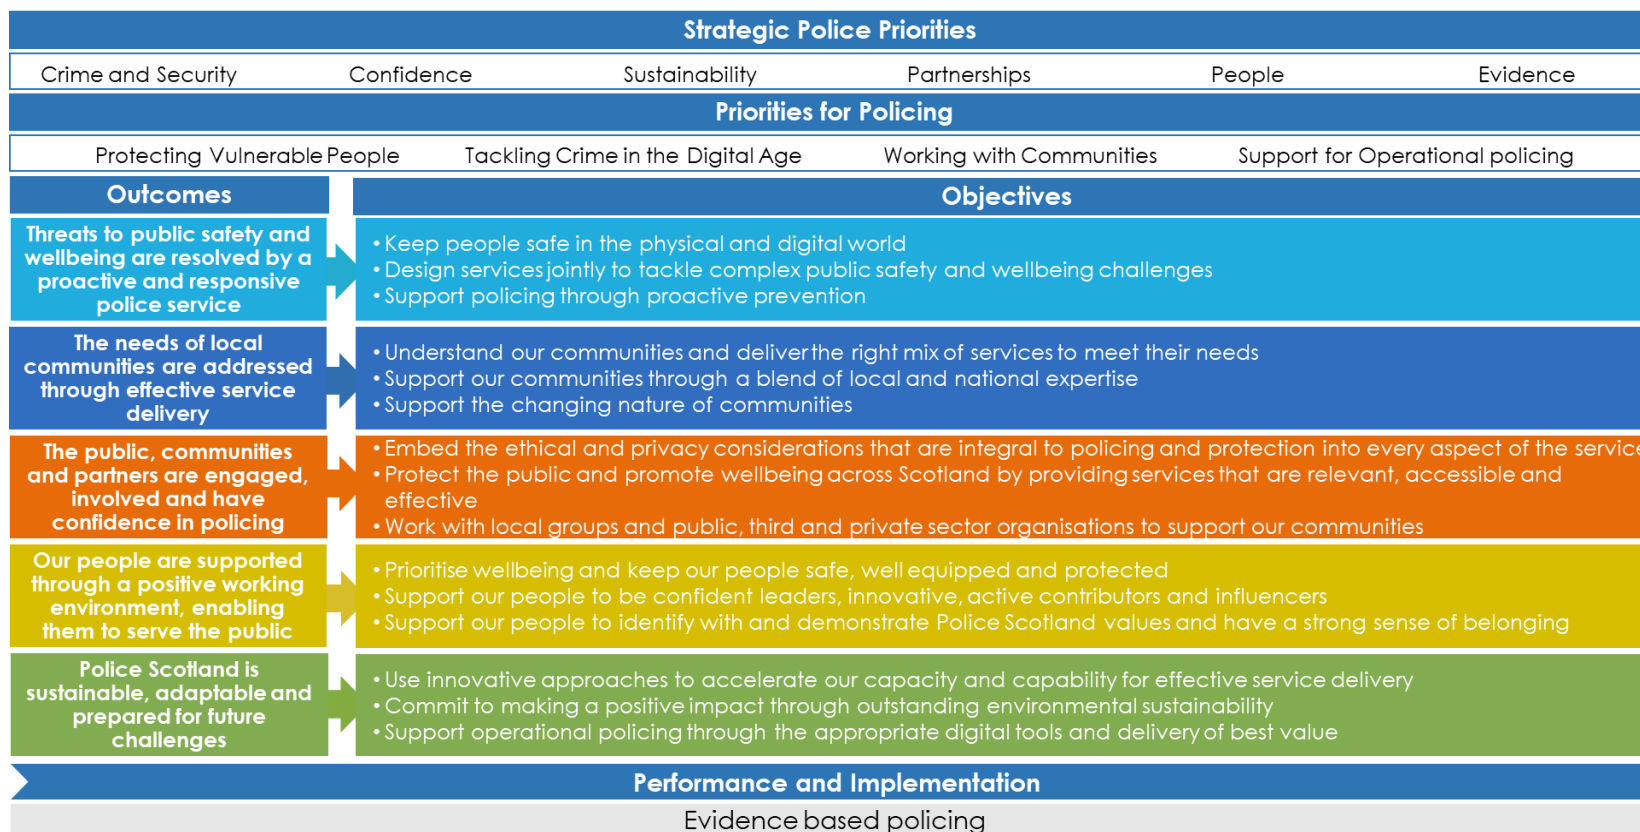 Strategic Police Priorities
Crime and Security Confidence Sustainability Partnerships People Evidence
Priorities for Policing
Protecting Vulnerable People Tackling Crime in the Digital Age Working with Communities Support for Operational policing
Outcomes
Objectives
Threats to public safety and
wellbeing are resolved by a
proactive and responsive
police service
• Keep people safe in the physical and digital world
• Design services jointly to tackle complex public safety and wellbeing challenges
• Support policing through proactive prevention
The needs of local
communities are addressed
through effective service
delivery
• Understand our communities and deliver the right mix of services to meet their needs
• Support our communities through a blend of local and national expertise
• Support the changing nature of communities
The public, communities
and partners are engaged,
involved and have
confidence in policing
• Embed the ethical and privacy considerations that are integral to policing and protection into every aspect of the service
• Protect the public and promote wellbeing across Scotland by providing services that are relevant, accessible and
effective
• Work with local groups and public, third and private sector organisations to support our communities
Our people are supported
through a positive working
environment, enabling
them to serve the public
• Prioritise wellbeing and keep our people safe, well equipped and protected
• Support our people to be confident leaders, innovative, active contributors and influencers
• Support our people to identify with and demonstrate Police Scotland values and have a strong sense of belonging
Police Scotland is
sustainable, adaptable and
prepared for future
challenges
• Use innovative approaches to accelerate our capacity and capability for effective service delivery
• Commit to making a positive impact through outstanding environmental sustainability
• Support operational policing through the appropriate digital tools and delivery of best value
Performance and Implementation
Evidence based policing